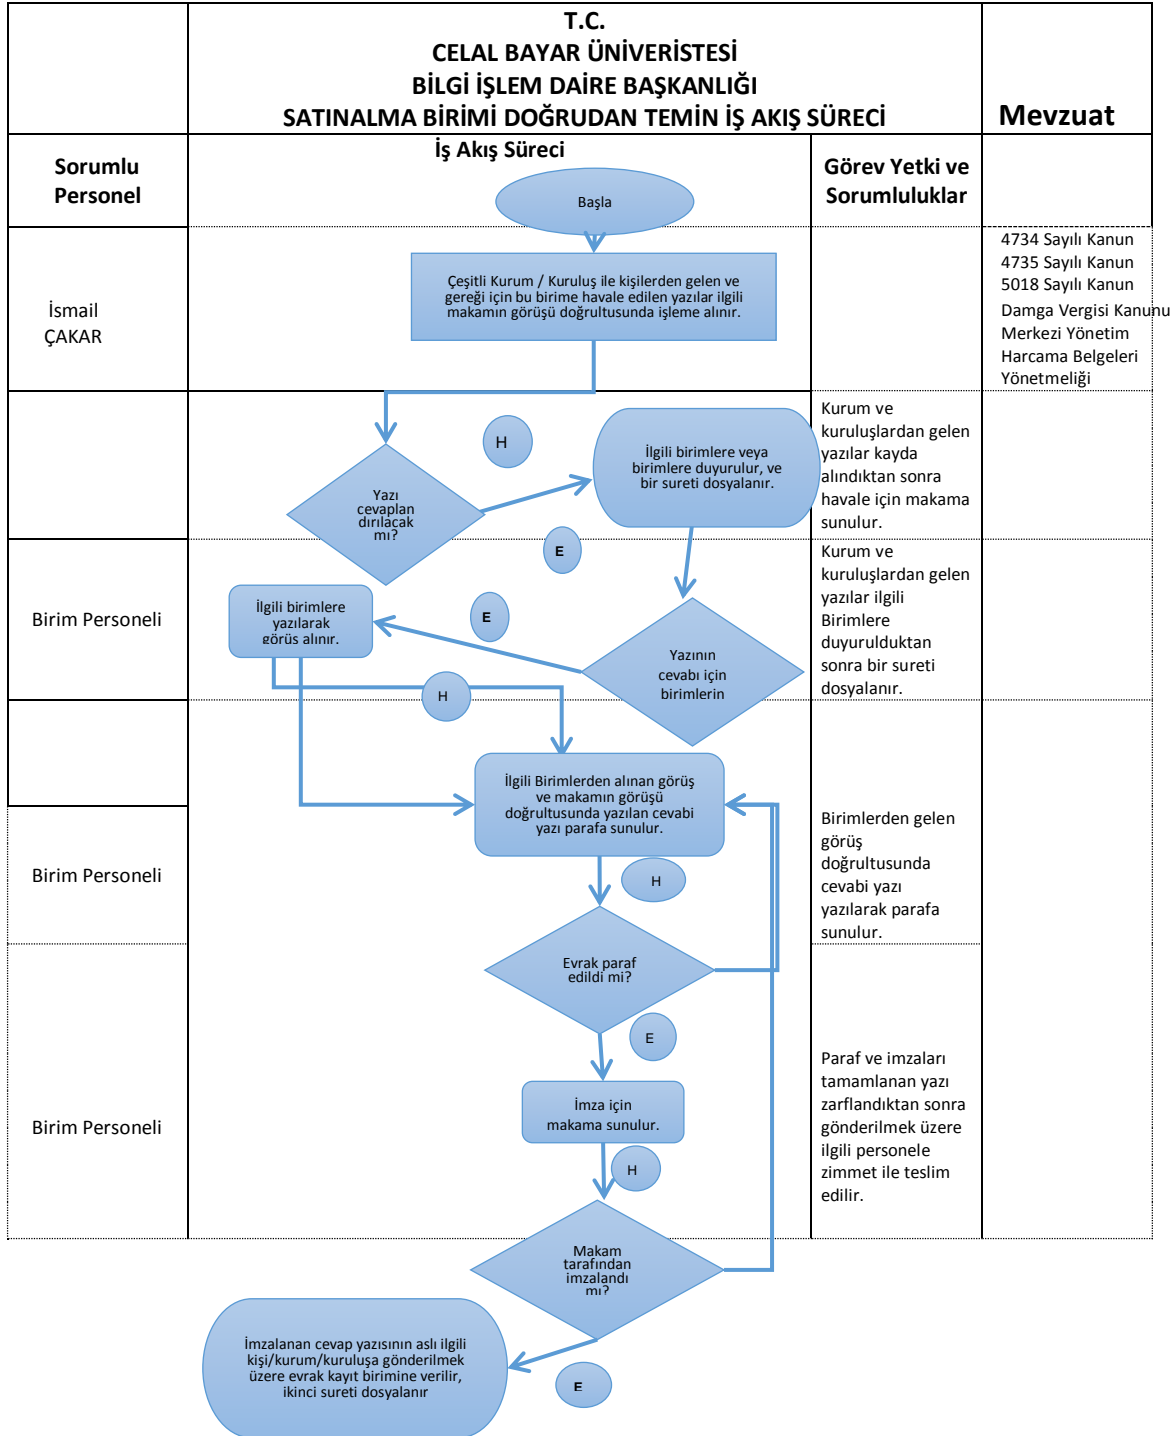 T.C.
CELAL BAYAR ÜNİVERİSTESİ
BİLGİ İŞLEM DAİRE BAŞKANLIĞI
SATINALMA BİRİMİ DOĞRUDAN TEMİN İŞ AKIŞ SÜRECİ
Mevzuat
Sorumlu
Personel
İş Akış Süreci
Görev Yetki ve
Sorumluluklar
Başla
İsmail
ÇAKAR
Çeşitli Kurum / Kuruluş ile kişilerden gelen ve
gereği için bu birime havale edilen yazılar ilgili
makamın görüşü doğrultusunda işleme alınır.
4734 Sayılı Kanun
4735 Sayılı Kanun
5018 Sayılı Kanun
Damga Vergisi Kanunu
Merkezi Yönetim
Harcama Belgeleri
Yönetmeliği
H
Yazı
cevaplan
dırılacak
mı?
İlgili birimlere veya
birimlere duyurulur, ve
bir sureti dosyalanır.
Kurum ve
kuruluşlardan gelen
yazılar kayda
alındıktan sonra
havale için makama
sunulur.
E
Birim Personeli
İlgili birimlere
yazılarak
görüş alınır.
E
Yazının
cevabı için
birimlerin
Kurum ve
kuruluşlardan gelen
yazılar ilgili
Birimlere
duyurulduktan
sonra bir sureti
dosyalanır.
H
İlgili Birimlerden alınan görüş
ve makamın görüşü
doğrultusunda yazılan cevabi
yazı parafa sunulur.
Birim Personeli
H
Birimlerden gelen
görüş
doğrultusunda
cevabi yazı
yazılarak parafa
sunulur.
Evrak paraf
edildi mi?
E
Birim Personeli
İmza için
makama sunulur.
Paraf ve imzaları
tamamlanan yazı
zarflandıktan sonra
gönderilmek üzere
ilgili personele
zimmet ile teslim
edilir.
H
Makam
tarafından
imzalandı
mı?
İmzalanan cevap yazısının aslı ilgili
kişi/kurum/kuruluşa gönderilmek
üzere evrak kayıt birimine verilir,
ikinci sureti dosyalanır
E